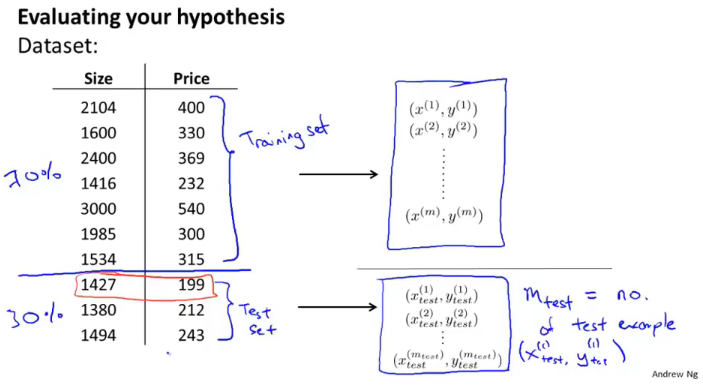 Evaluating your hypothesis
Dataset:
Size Price
2104 400
1600 330
2400 369
1416 232
3000 540
1985 300
1534 315
1427 199
1380 212
1494 243
70%
30%
Training set
Test
set
(x^{(1)}, y^{(1)})
(x^{(2)}, y^{(2)})
⋮
(x^{(m)}, y^{(m)})
(x_{test}^{(1)}, y_{test}^{(1)})
(x_{test}^{(2)}, y_{test}^{(2)})
⋮
(x_{test}^{(m_{test})}, y_{test}^{(m_{test})})
m_{test} = no.
of test example
(x_{test}^{(1)}, y_{test}^{(1)})
Andrew Ng